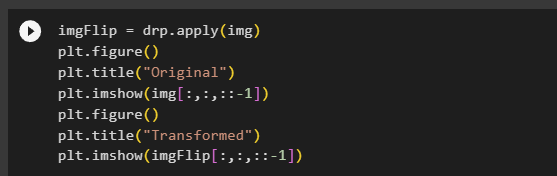 imgFlip = drp.apply(img)
plt.figure()
plt.title("Original")
plt.imshow(img[:,:,::-1])
plt.figure()
plt.title("Transformed")
plt.imshow(imgFlip[:,:,::-1])